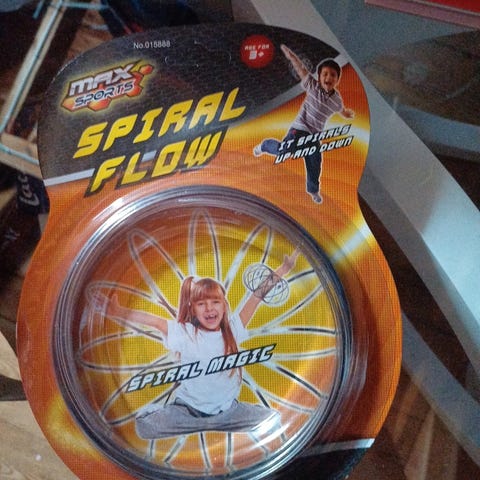 No.015888
MAX
SPORTS
AGE FOR
3+
SPIRAL
FLOW
IT SPIRALS
UP AND DOWN
SPIRAL MAGIC